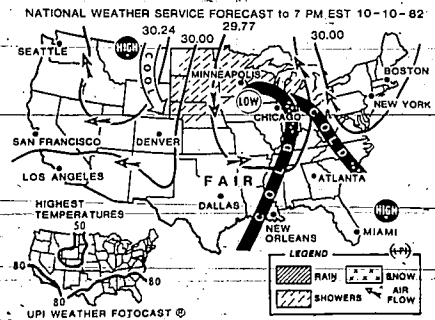 NATIONAL WEATHER SERVICE FORECAST to 7 PM EST 10-10-82
30.24
30.00
29.77
30.00
SEATTLE
HIGH
COOL
MINNEAPOLIS
BOSTON
LOW
CHICAGO
NEW YORK
COLD
SAN FRANCISCO
DENVER
LOS ANGELES
FAIR
COLD
ATLANTA
DALLAS
HIGH
NEW ORLEANS
MIAMI
HIGHEST
TEMPERATURES
50
80
80
80
UPI WEATHER FOTOCAST ®
LEGEND
UPI
RAIN
SNOW
SHOWERS
AIR
FLOW